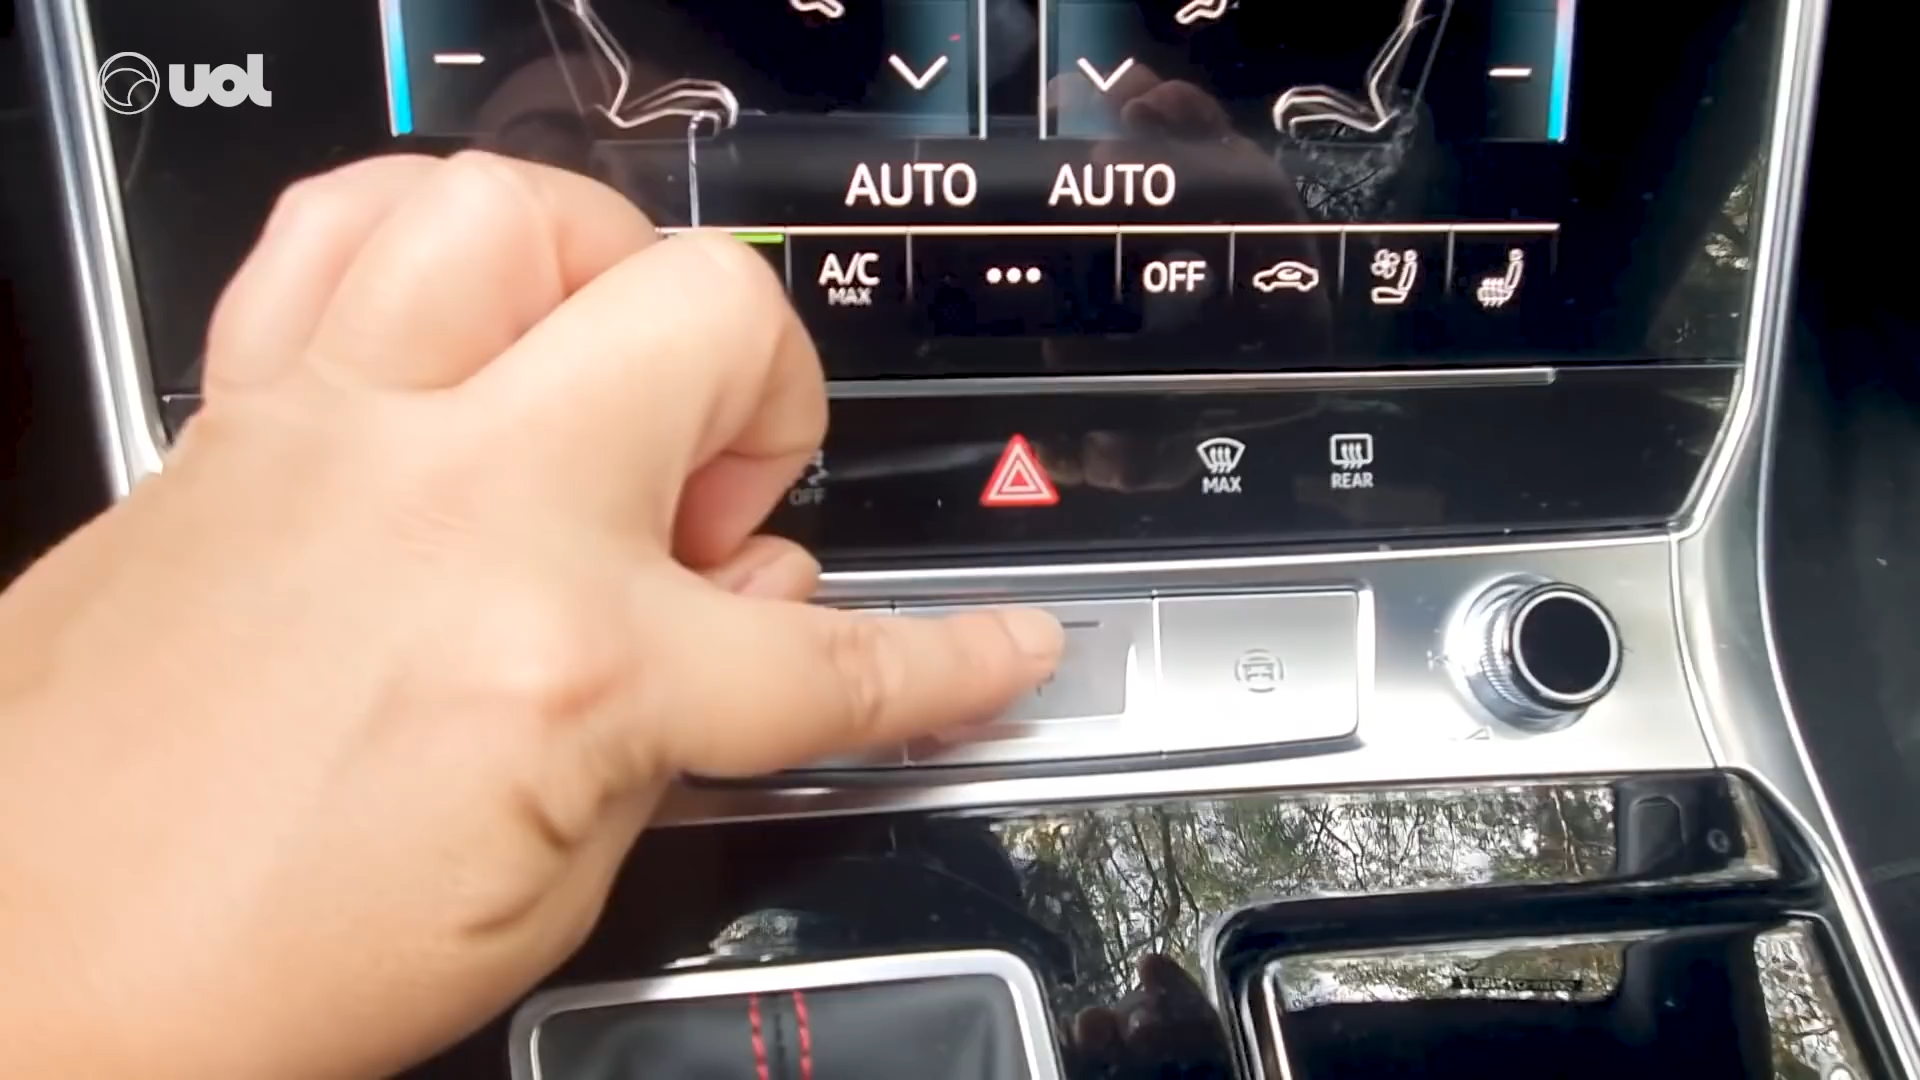 uol
AUTO AUTO
A/C
MAX
OFF
OFF
MAX
REAR